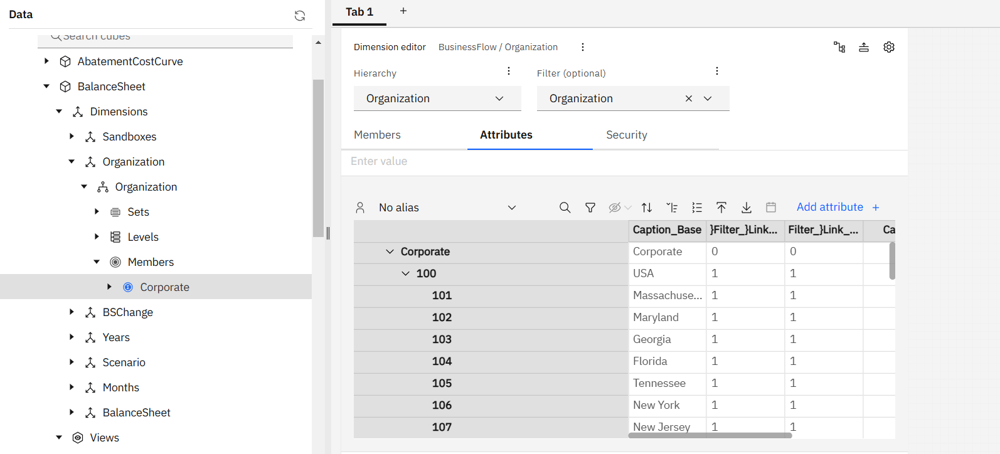 Data
Search cubes
AbatementCostCurve
BalanceSheet
Dimensions
Sandboxes
Organization
Organization
Sets
Levels
Members
Corporate
BSChange
Years
Scenario
Months
BalanceSheet
Views
Tab 1 +
Dimension editor BusinessFlow / Organization
Hierarchy Filter (optional)
Organization Organization
Members Attributes Security
Enter value
No alias Add attribute +
Caption_Base }Filter_}Link... Filter_}Link_... Ca
Corporate Corporate 0 0
100 USA 1 1
101 Massachuse... 1 1
102 Maryland 1 1
103 Georgia 1 1
104 Florida 1 1
105 Tennessee 1 1
106 New York 1 1
107 New Jersey 1 1